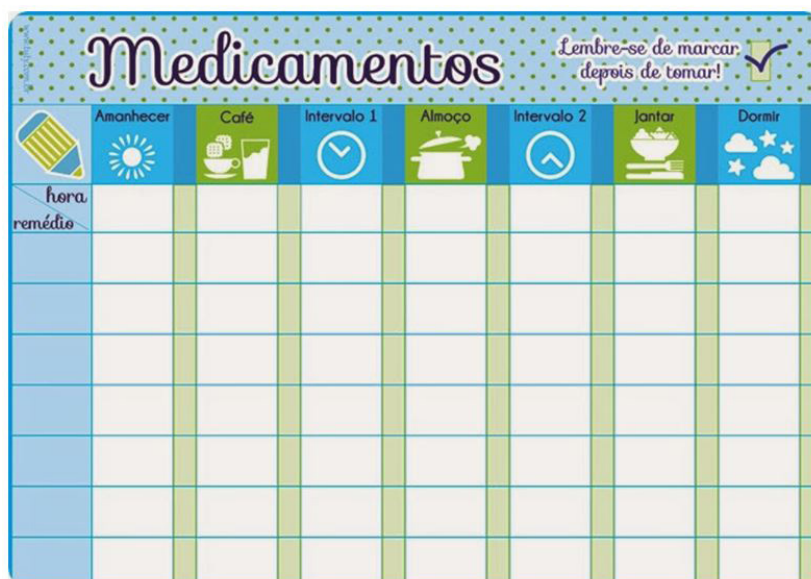 Medicamentos
Lembre-se de marcar
depois de tomar!
Amanhecer
Café
Intervalo 1
Almoço
Intervalo 2
Jantar
Dormir
hora
remédio